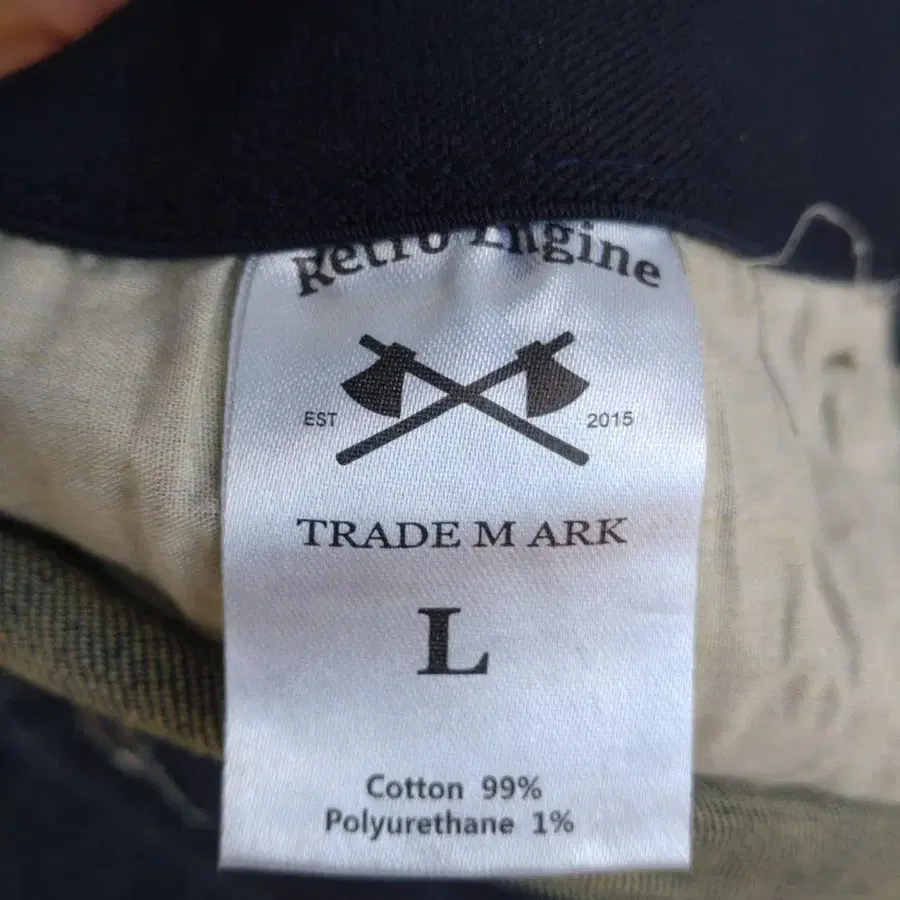 Retro Engine
EST 2015
TRADE M ARK
L
Cotton 99%
Polyurethane 1%